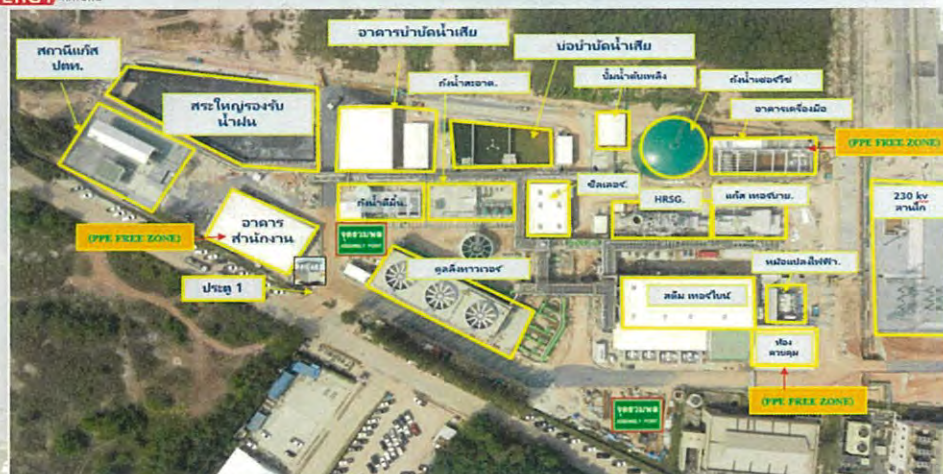 อาคารบำบัดน้ำเสีย
สถานีแก๊ส
ปตท.
บ่อบำบัดน้ำเสีย
ถังน้ำสะอาด.
ปั๊มน้ำดับเพลิง
ถังน้ำเซอร์วิซ
สระใหญ่รองรับ
น้ำฝน
อาคารเครื่องมือ
(PPE FREE ZONE)
ชิลเลอร์.
HRSG.
แก๊ส เทอร์บาย.
230 kv
ลานไก
ถังน้ำดีมิน.
อาคาร
สำนักงาน
(PPE FREE ZONE)
จุดรวมพล
ASSEMBLY POINT
คูลลิ่งทาวเวอร์
หม้อแปลงไฟฟ้า.
ประตู 1
สตีม เทอร์ไบน์
ห้อง
ควบคุม
(PPE FREE ZONE)
จุดรวมพล
ASSEMBLY POINT